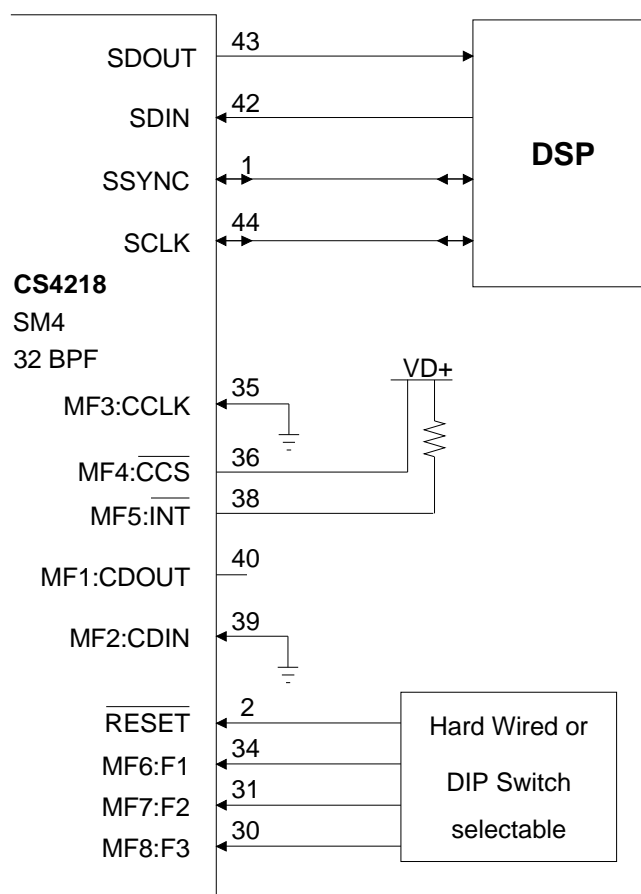 SDOUT 43
SDIN 42
DSP
SSYNC 1
SCLK 44
CS4218
SM4
32 BPF
VD+
MF3:CCLK 35
MF4:CCS 36
MF5:INT 38
MF1:CDOUT 40
MF2:CDIN 39
RESET 2
Hard Wired or
MF6:F1 34
DIP Switch
MF7:F2 31
selectable
MF8:F3 30